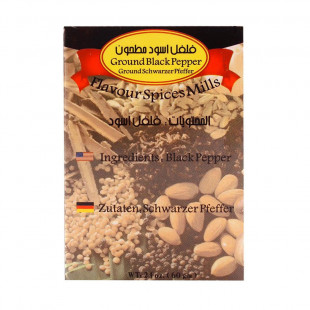 فلفل اسود مطحون
Ground Black Pepper
Ground Schwarzer Pfeffer
Flavour Spices Mills
المحتويات . فلفل اسود
Ingredients. Black Pepper
Zutaten. Schwarzer Pfeffer